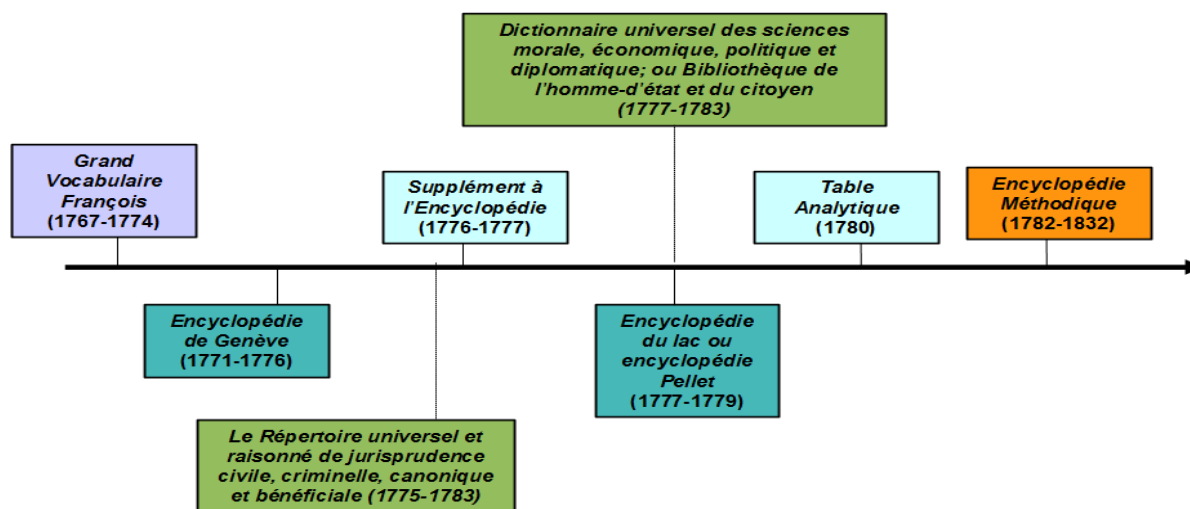 Dictionnaire universel des sciences
morale, économique, politique et
diplomatique; ou Bibliothèque de
l'homme-d'état et du citoyen
(1777-1783)
Grand
Vocabulaire
François
(1767-1774)
Supplément à
l'Encyclopédie
(1776-1777)
Table
Analytique
(1780)
Encyclopédie
Méthodique
(1782-1832)
Encyclopédie
de Genève
(1771-1776)
Encyclopédie
du lac ou
encyclopédie
Pellet
(1777-1779)
Le Répertoire universel et
raisonné de jurisprudence
civile, criminelle, canonique
et bénéficiale (1775-1783)